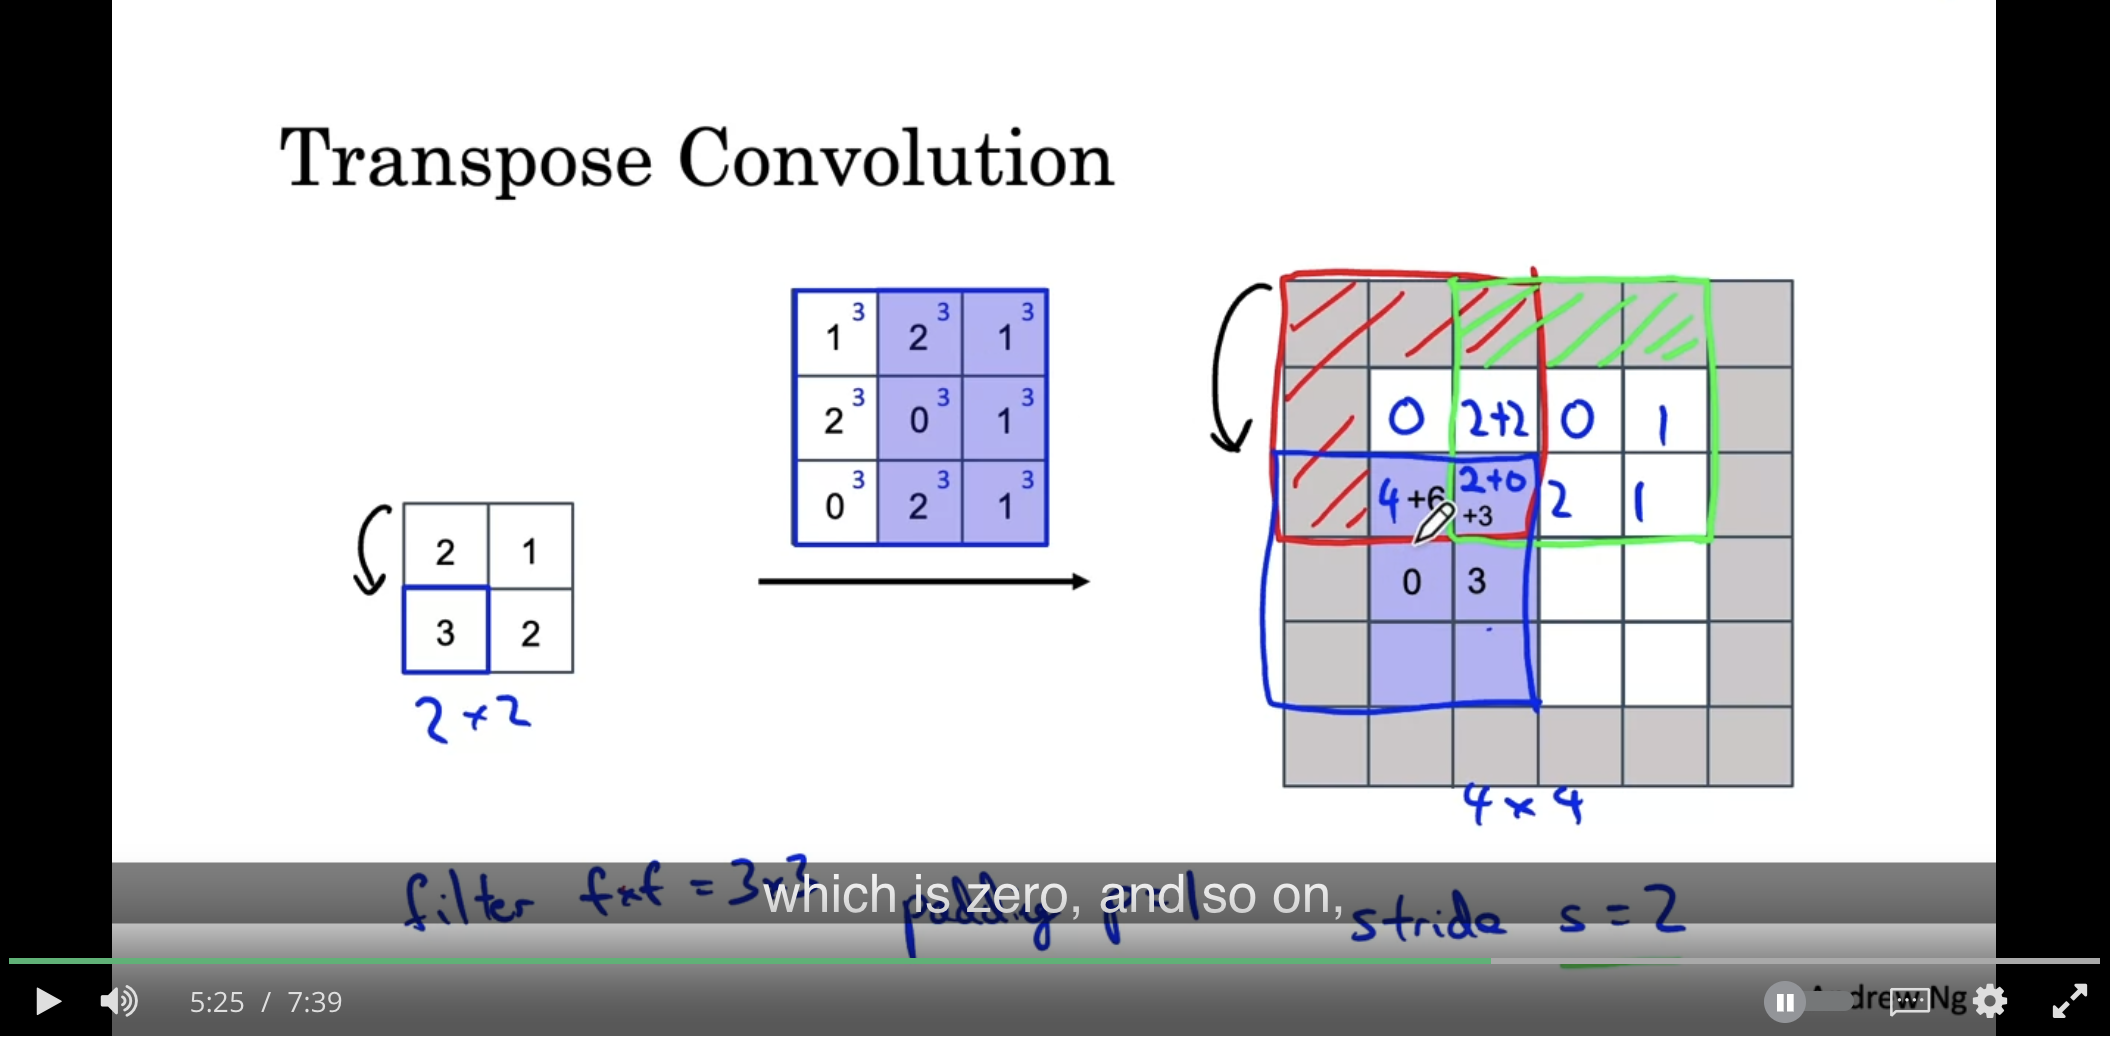 Transpose Convolution
1 3 2 3 1 3
2 3 0 3 1 3
0 3 2 3 1 3
2 1
3 2
2 × 2
0 2+2 0 1
4 +6 2+0 +3 2 1
0 3
4 × 4
filter f×f = 3×3 padding p=1 stride s = 2
which is zero, and so on,
5:25 / 7:39
Andrew Ng